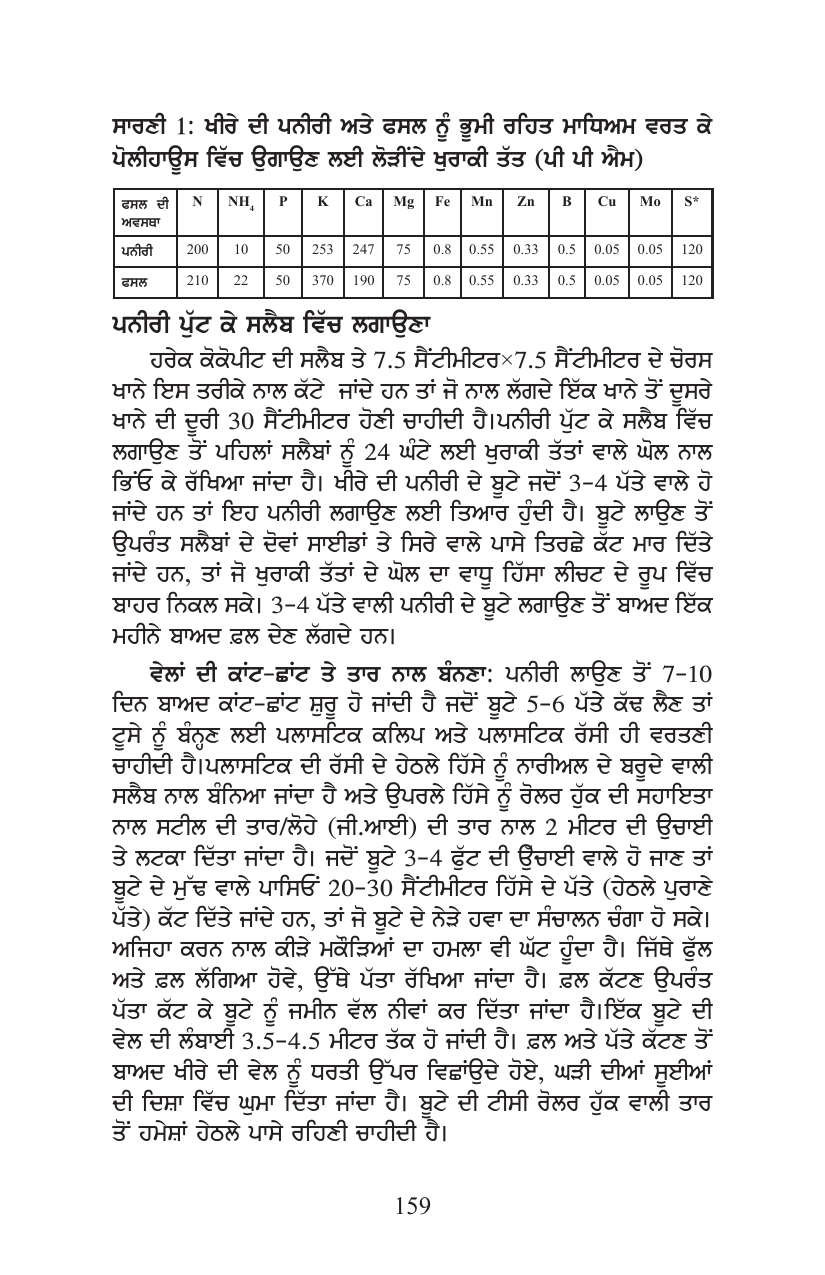 ਸਾਰਣੀ 1: ਖੀਰੇ ਦੀ ਪਨੀਰੀ ਅਤੇ ਫਸਲ ਨੂੰ ਭੂਮੀ ਰਹਿਤ ਮਾਧਿਅਮ ਵਰਤ ਕੇ
ਪੋਲੀਹਾਊਸ ਵਿੱਚ ਉਗਾਉਣ ਲਈ ਲੋੜੀਂਦੇ ਖੁਰਾਕੀ ਤੱਤ (ਪੀ ਪੀ ਐਮ)
ਫਸਲ ਦੀ ਅਵਸਥਾ N NH4 P K Ca Mg Fe Mn Zn B Cu Mo S*
ਪਨੀਰੀ 200 10 50 253 247 75 0.8 0.55 0.33 0.5 0.05 0.05 120
ਫਸਲ 210 22 50 370 190 75 0.8 0.55 0.33 0.5 0.05 0.05 120
ਪਨੀਰੀ ਪੁੱਟ ਕੇ ਸਲੈਬ ਵਿੱਚ ਲਗਾਉਣਾ
ਹਰੇਕ ਕੋਕੋਪੀਟ ਦੀ ਸਲੈਬ ਤੇ 7.5 ਸੈਂਟੀਮੀਟਰ×7.5 ਸੈਂਟੀਮੀਟਰ ਦੇ ਚੋਰਸ
ਖਾਨੇ ਇਸ ਤਰੀਕੇ ਨਾਲ ਕੱਟੇ ਜਾਂਦੇ ਹਨ ਤਾਂ ਜੋ ਨਾਲ ਲੱਗਦੇ ਇੱਕ ਖਾਨੇ ਤੋਂ ਦੂਸਰੇ
ਖਾਨੇ ਦੀ ਦੂਰੀ 30 ਸੈਂਟੀਮੀਟਰ ਹੋਣੀ ਚਾਹੀਦੀ ਹੈ।ਪਨੀਰੀ ਪੁੱਟ ਕੇ ਸਲੈਬ ਵਿੱਚ
ਲਗਾਉਣ ਤੋਂ ਪਹਿਲਾਂ ਸਲੈਬਾਂ ਨੂੰ 24 ਘੰਟੇ ਲਈ ਖੁਰਾਕੀ ਤੱਤਾਂ ਵਾਲੇ ਘੋਲ ਨਾਲ
ਭਿਂਓ ਕੇ ਰੱਖਿਆ ਜਾਂਦਾ ਹੈ। ਖੀਰੇ ਦੀ ਪਨੀਰੀ ਦੇ ਬੂਟੇ ਜਦੋਂ 3-4 ਪੱਤੇ ਵਾਲੇ ਹੋ
ਜਾਂਦੇ ਹਨ ਤਾਂ ਇਹ ਪਨੀਰੀ ਲਗਾਉਣ ਲਈ ਤਿਆਰ ਹੁੰਦੀ ਹੈ। ਬੂਟੇ ਲਾਉਣ ਤੋਂ
ਉਪਰੰਤ ਸਲੈਬਾਂ ਦੇ ਦੋਵਾਂ ਸਾਈਡਾਂ ਤੇ ਸਿਰੇ ਵਾਲੇ ਪਾਸੇ ਤਿਰਛੇ ਕੱਟ ਮਾਰ ਦਿੱਤੇ
ਜਾਂਦੇ ਹਨ, ਤਾਂ ਜੋ ਖੁਰਾਕੀ ਤੱਤਾਂ ਦੇ ਘੋਲ ਦਾ ਵਾਧੂ ਹਿੱਸਾ ਲੀਚਟ ਦੇ ਰੂਪ ਵਿੱਚ
ਬਾਹਰ ਨਿਕਲ ਸਕੇ। 3-4 ਪੱਤੇ ਵਾਲੀ ਪਨੀਰੀ ਦੇ ਬੂਟੇ ਲਗਾਉਣ ਤੋਂ ਬਾਅਦ ਇੱਕ
ਮਹੀਨੇ ਬਾਅਦ ਫ਼ਲ ਦੇਣ ਲੱਗਦੇ ਹਨ।
ਵੇਲਾਂ ਦੀ ਕਾਂਟ-ਛਾਂਟ ਤੇ ਤਾਰ ਨਾਲ ਬੰਨਣਾ: ਪਨੀਰੀ ਲਾਉਣ ਤੋਂ 7-10
ਦਿਨ ਬਾਅਦ ਕਾਂਟ-ਛਾਂਟ ਸ਼ੁਰੂ ਹੋ ਜਾਂਦੀ ਹੈ ਜਦੋਂ ਬੂਟੇ 5-6 ਪੱਤੇ ਕੱਢ ਲੈਣ ਤਾਂ
ਟੂਸੇ ਨੂੰ ਬੰਨ੍ਹਣ ਲਈ ਪਲਾਸਟਿਕ ਕਲਿਪ ਅਤੇ ਪਲਾਸਟਿਕ ਰੱਸੀ ਹੀ ਵਰਤਣੀ
ਚਾਹੀਦੀ ਹੈ।ਪਲਾਸਟਿਕ ਦੀ ਰੱਸੀ ਦੇ ਹੇਠਲੇ ਹਿੱਸੇ ਨੂੰ ਨਾਰੀਅਲ ਦੇ ਬਰੂਦੇ ਵਾਲੀ
ਸਲੈਬ ਨਾਲ ਬੰਨਿਆ ਜਾਂਦਾ ਹੈ ਅਤੇ ਉਪਰਲੇ ਹਿੱਸੇ ਨੂੰ ਰੋਲਰ ਹੁੱਕ ਦੀ ਸਹਾਇਤਾ
ਨਾਲ ਸਟੀਲ ਦੀ ਤਾਰ/ਲੋਹੇ (ਜੀ.ਆਈ) ਦੀ ਤਾਰ ਨਾਲ 2 ਮੀਟਰ ਦੀ ਉਚਾਈ
ਤੇ ਲਟਕਾ ਦਿੱਤਾ ਜਾਂਦਾ ਹੈ। ਜਦੋਂ ਬੂਟੇ 3-4 ਫੁੱਟ ਦੀ ਉੱਚਾਈ ਵਾਲੇ ਹੋ ਜਾਣ ਤਾਂ
ਬੂਟੇ ਦੇ ਮੁੱਢ ਵਾਲੇ ਪਾਸਿਓਂ 20-30 ਸੈਂਟੀਮੀਟਰ ਹਿੱਸੇ ਦੇ ਪੱਤੇ (ਹੇਠਲੇ ਪੁਰਾਣੇ
ਪੱਤੇ) ਕੱਟ ਦਿੱਤੇ ਜਾਂਦੇ ਹਨ, ਤਾਂ ਜੋ ਬੂਟੇ ਦੇ ਨੇੜੇ ਹਵਾ ਦਾ ਸੰਚਾਲਨ ਚੰਗਾ ਹੋ ਸਕੇ।
ਅਜਿਹਾ ਕਰਨ ਨਾਲ ਕੀੜੇ ਮਕੌੜਿਆਂ ਦਾ ਹਮਲਾ ਵੀ ਘੱਟ ਹੂੰਦਾ ਹੈ। ਜਿੱਥੇ ਫੁੱਲ
ਅਤੇ ਫ਼ਲ ਲੱਗਿਆ ਹੋਵੇ, ਉੱਥੇ ਪੱਤਾ ਰੱਖਿਆ ਜਾਂਦਾ ਹੈ। ਫ਼ਲ ਕੱਟਣ ਉਪਰੰਤ
ਪੱਤਾ ਕੱਟ ਕੇ ਬੂਟੇ ਨੂੰ ਜਮੀਨ ਵੱਲ ਨੀਵਾਂ ਕਰ ਦਿੱਤਾ ਜਾਂਦਾ ਹੈ।ਇੱਕ ਬੂਟੇ ਦੀ
ਵੇਲ ਦੀ ਲੰਬਾਈ 3.5-4.5 ਮੀਟਰ ਤੱਕ ਹੋ ਜਾਂਦੀ ਹੈ। ਫ਼ਲ ਅਤੇ ਪੱਤੇ ਕੱਟਣ ਤੋਂ
ਬਾਅਦ ਖੀਰੇ ਦੀ ਵੇਲ ਨੂੰ ਧਰਤੀ ਉੱਪਰ ਵਿਛਾਂਉਦੇ ਹੋਏ, ਘੜੀ ਦੀਆਂ ਸੂਈਆਂ
ਦੀ ਦਿਸ਼ਾ ਵਿੱਚ ਘੁਮਾ ਦਿੱਤਾ ਜਾਂਦਾ ਹੈ। ਬੂਟੇ ਦੀ ਟੀਸੀ ਰੋਲਰ ਹੁੱਕ ਵਾਲੀ ਤਾਰ
ਤੋਂ ਹਮੇਸ਼ਾਂ ਹੇਠਲੇ ਪਾਸੇ ਰਹਿਣੀ ਚਾਹੀਦੀ ਹੈ।
159